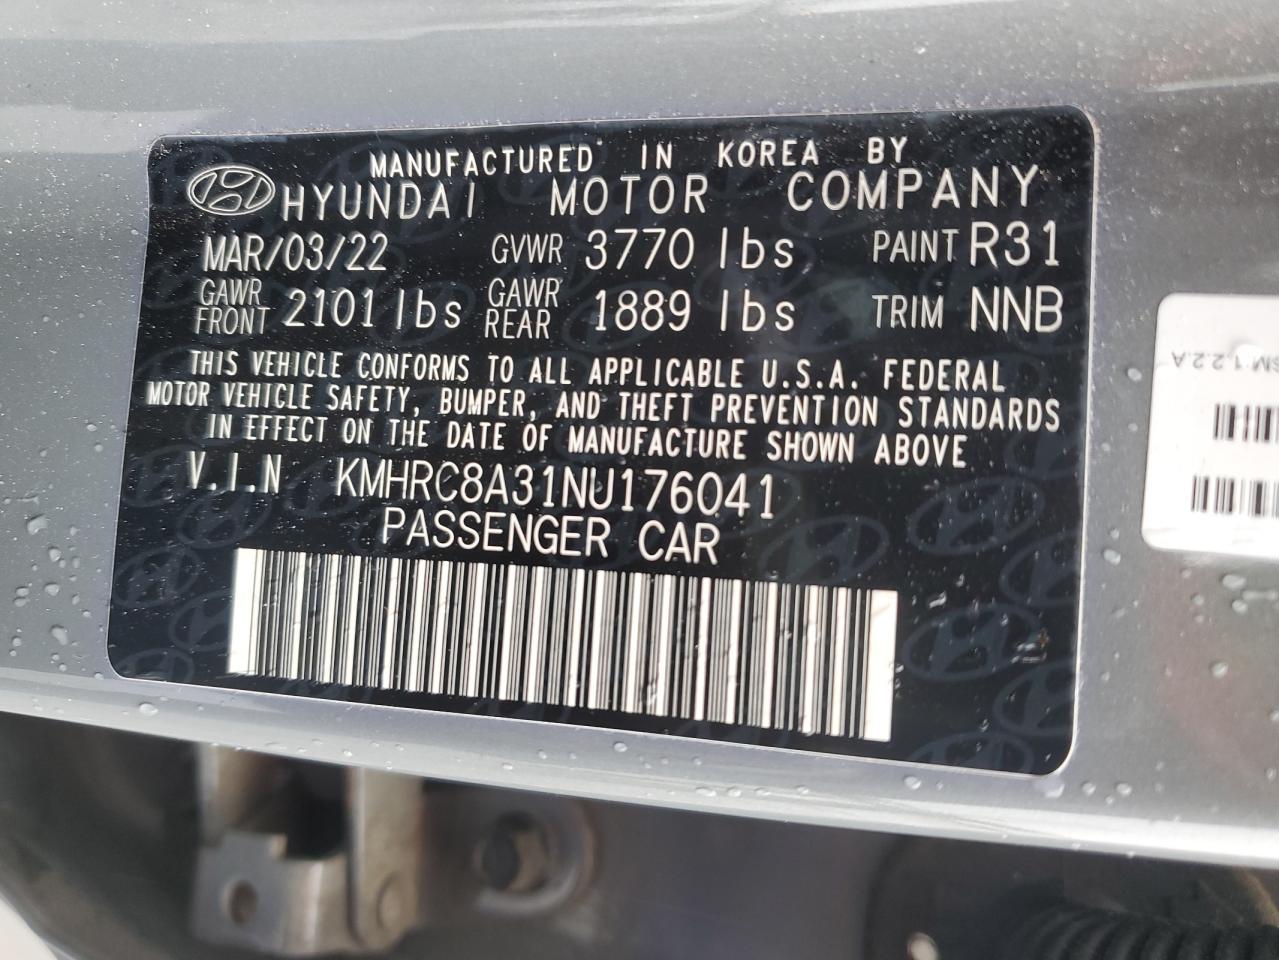 MANUFACTURED IN KOREA BY
HYUNDAI MOTOR COMPANY
MAR/03/22 GVWR 3770 lbs PAINT R31
GAWR FRONT 2101 lbs GAWR REAR 1889 lbs TRIM NNB
THIS VEHICLE CONFORMS TO ALL APPLICABLE U.S.A. FEDERAL
MOTOR VEHICLE SAFETY, BUMPER, AND THEFT PREVENTION STANDARDS
IN EFFECT ON THE DATE OF MANUFACTURE SHOWN ABOVE
V.I.N KMHRC8A31NU176041
PASSENGER CAR